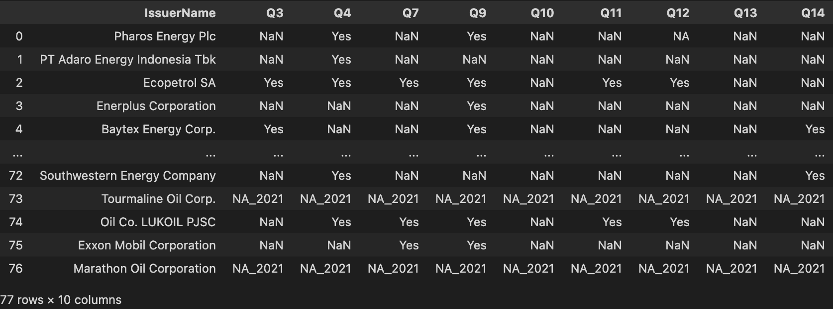 IssuerName Q3 Q4 Q7 Q9 Q10 Q11 Q12 Q13 Q14
0 Pharos Energy Plc NaN Yes NaN Yes NaN NaN NA NaN NaN
1 PT Adaro Energy Indonesia Tbk NaN Yes NaN NaN NaN NaN NaN NaN NaN
2 Ecopetrol SA Yes Yes Yes Yes NaN Yes Yes NaN NaN
3 Enerplus Corporation NaN NaN NaN Yes NaN NaN NaN NaN NaN
4 Baytex Energy Corp. Yes NaN NaN Yes NaN NaN NaN NaN Yes
... ... ... ... ... ... ... ... ... ... ...
72 Southwestern Energy Company NaN Yes NaN NaN NaN NaN NaN NaN Yes
73 Tourmaline Oil Corp. NA_2021 NA_2021 NA_2021 NA_2021 NA_2021 NA_2021 NA_2021 NA_2021 NA_2021
74 Oil Co. LUKOIL PJSC NaN Yes Yes Yes NaN Yes Yes NaN NaN
75 Exxon Mobil Corporation NaN NaN Yes Yes NaN NaN NaN NaN NaN
76 Marathon Oil Corporation NA_2021 NA_2021 NA_2021 NA_2021 NA_2021 NA_2021 NA_2021 NA_2021 NA_2021
77 rows × 10 columns